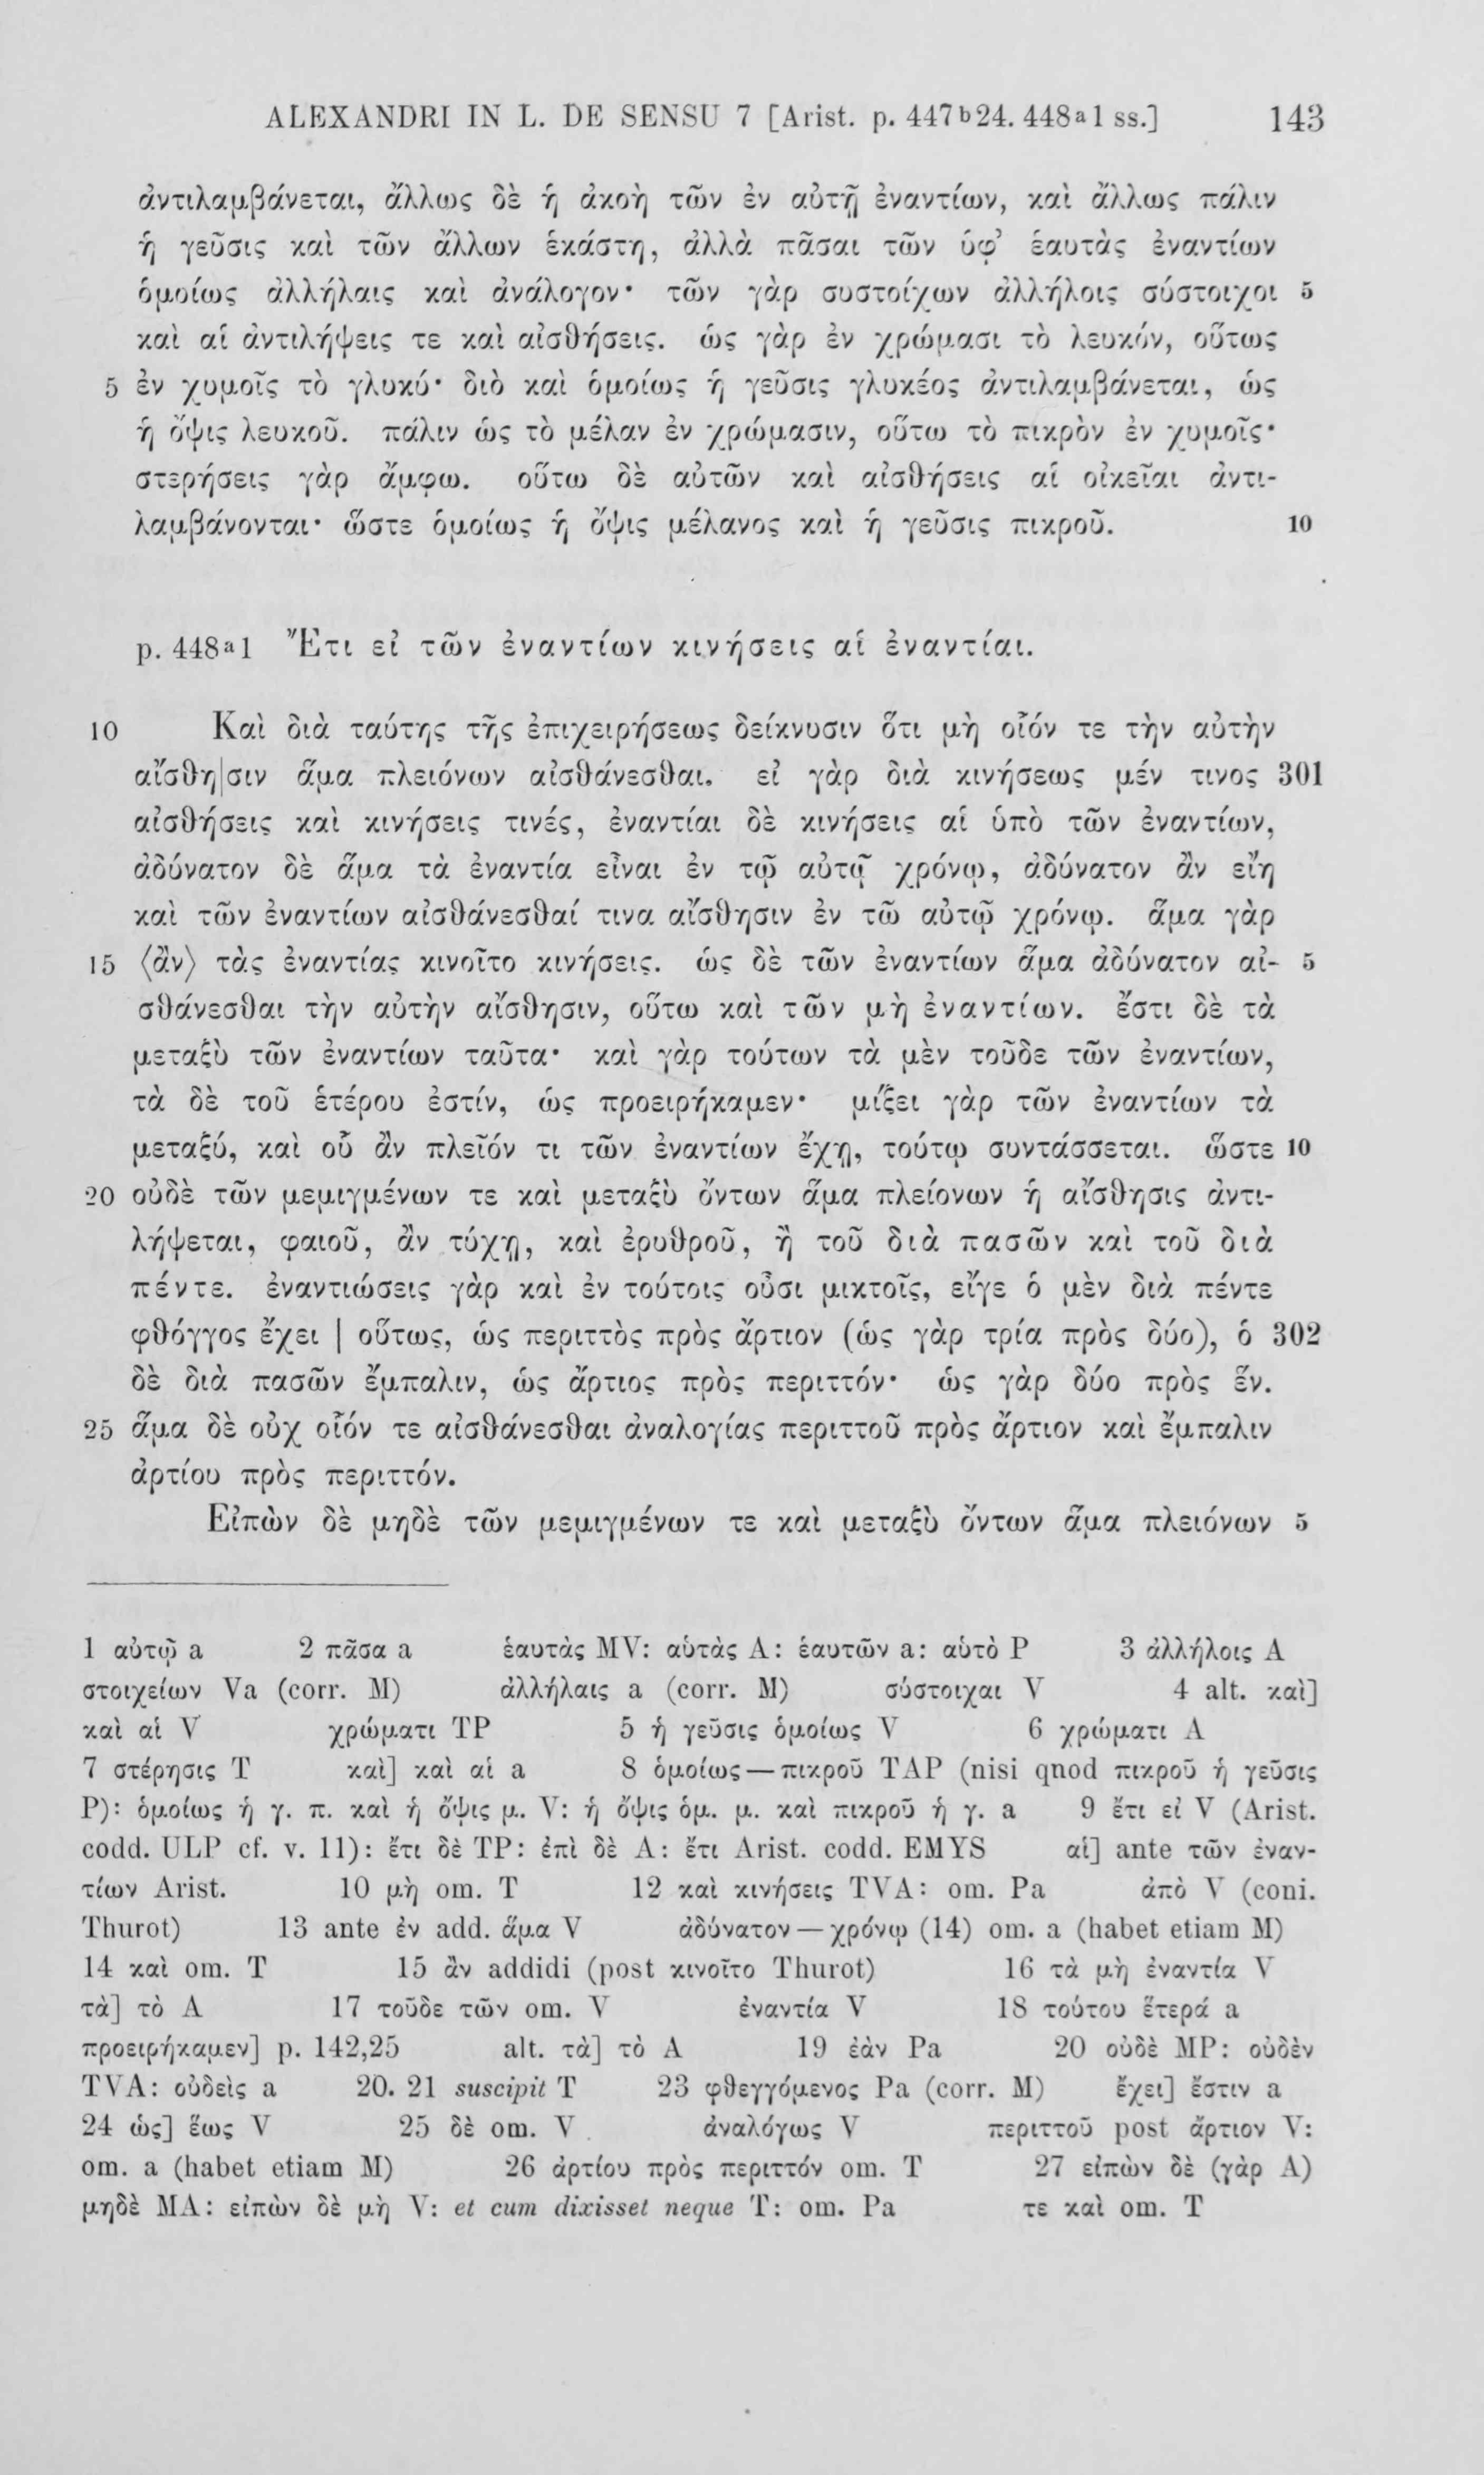 ALEXANDRI IN L. DE SENSU 7 [Arist. p. 447b24. 448a1 ss.] 143
ἀντιλαμβάνεται, ἄλλως δὲ ἡ ἀκοὴ τῶν ἐν αὐτῇ ἐναντίων, καὶ ἄλλως πάλιν
ἡ γεῦσις καὶ τῶν ἄλλων ἑκάστη, ἀλλὰ πᾶσαι τῶν ὑφ’ ἑαυτὰς ἐναντίων
ὁμοίως ἀλλήλαις καὶ ἀνάλογον· τῶν γὰρ συστοίχων ἀλλήλοις σύστοιχοι 5
καὶ αἱ ἀντιλήψεις τε καὶ αἰσθήσεις. ὡς γὰρ ἐν χρώμασι τὸ λευκόν, οὕτως
5 ἐν χυμοῖς τὸ γλυκύ· διὸ καὶ ὁμοίως ἡ γεῦσις γλυκέος ἀντιλαμβάνεται, ὡς
ἡ ὄψις λευκοῦ. πάλιν ὡς τὸ μέλαν ἐν χρώμασιν, οὕτω τὸ πικρὸν ἐν χυμοῖς·
στερήσεις γὰρ ἄμφω. οὕτω δὲ αὐτῶν καὶ αἰσθήσεις αἱ οἰκεῖαι ἀντι-
λαμβάνονται· ὥστε ὁμοίως ἡ ὄψις μέλανος καὶ ἡ γεῦσις πικροῦ. 10
p. 448a1 Ἔτι εἰ τῶν ἐναντίων κινήσεις αἱ ἐναντίαι.
10 Καὶ διὰ ταύτης τῆς ἐπιχειρήσεως δείκνυσιν ὅτι μὴ οἷόν τε τὴν αὐτὴν
αἴσθη|σιν ἅμα πλειόνων αἰσθάνεσθαι. εἰ γὰρ διὰ κινήσεως μέν τινος 301
αἰσθήσεις καὶ κινήσεις τινές, ἐναντίαι δὲ κινήσεις αἱ ὑπὸ τῶν ἐναντίων,
ἀδύνατον δὲ ἅμα τὰ ἐναντία εἶναι ἐν τῷ αὐτῷ χρόνῳ, ἀδύνατον ἂν εἴη
καὶ τῶν ἐναντίων αἰσθάνεσθαί τινα αἴσθησιν ἐν τῶ αὐτῷ χρόνῳ. ἅμα γὰρ
15 ⟨ἂν⟩ τὰς ἐναντίας κινοῖτο κινήσεις. ὡς δὲ τῶν ἐναντίων ἅμα ἀδύνατον αἰ- 5
σθάνεσθαι τὴν αὐτὴν αἴσθησιν, οὕτω καὶ τῶν μὴ ἐναντίων. ἔστι δὲ τὰ
μεταξὺ τῶν ἐναντίων ταῦτα· καὶ γὰρ τούτων τὰ μὲν τοῦδε τῶν ἐναντίων,
τὰ δὲ τοῦ ἑτέρου ἐστίν, ὡς προειρήκαμεν· μίξει γὰρ τῶν ἐναντίων τὰ
μεταξύ, καὶ οὗ ἂν πλεῖόν τι τῶν ἐναντίων ἔχῃ, τούτῳ συντάσσεται. ὥστε 10
20 οὐδὲ τῶν μεμιγμένων τε καὶ μεταξὺ ὄντων ἅμα πλείονων ἡ αἴσθησις ἀντι-
λήψεται, φαιοῦ, ἂν τύχῃ, καὶ ἐρυθροῦ, ἢ τοῦ διὰ πασῶν καὶ τοῦ διὰ
πέντε. ἐναντιώσεις γὰρ καὶ ἐν τούτοις οὖσι μικτοῖς, εἴγε ὁ μὲν διὰ πέντε
φθόγγος ἔχει | οὕτως, ὡς περιττὸς πρὸς ἄρτιον (ὡς γὰρ τρία πρὸς δύο), ὁ 302
δὲ διὰ πασῶν ἔμπαλιν, ὡς ἄρτιος πρὸς περιττόν· ὡς γὰρ δύο πρὸς ἕν.
25 ἅμα δὲ οὐχ οἷόν τε αἰσθάνεσθαι ἀναλογίας περιττοῦ πρὸς ἄρτιον καὶ ἔμπαλιν
ἀρτίου πρὸς περιττόν.
Εἰπὼν δὲ μηδὲ τῶν μεμιγμένων τε καὶ μεταξὺ ὄντων ἅμα πλειόνων 5
1 αὐτῷ a 2 πᾶσα a ἑαυτὰς MV: αὑτὰς A: ἑαυτῶν a: αὑτὸ P 3 ἀλλήλοις A
στοιχείων Va (corr. M) ἀλλήλαις a (corr. M) σύστοιχαι V 4 alt. καὶ]
καὶ αἱ V χρώματι TP 5 ἡ γεῦσις ὁμοίως V 6 χρώματι A
7 στέρησις T καὶ] καὶ αἱ a 8 ὁμοίως — πικροῦ TAP (nisi qnod πικροῦ ἡ γεῦσις
P): ὁμοίως ἡ γ. π. καὶ ἡ ὄψις μ. V: ἡ ὄψις ὁμ. μ. καὶ πικροῦ ἡ γ. a 9 ἔτι εἰ V (Arist.
codd. ULP cf. v. 11): ἔτι δὲ TP: ἐπὶ δὲ A: ἔτι Arist. codd. EMYS αἱ] ante τῶν ἐναν-
τίων Arist. 10 μὴ om. T 12 καὶ κινήσεις TVA: om. Pa ἀπὸ V (coni.
Thurot) 13 ante ἐν add. ἅμα V ἀδύνατον — χρόνῳ (14) om. a (habet etiam M)
14 καὶ om. T 15 ἂν addidi (post κινοῖτο Thurot) 16 τὰ μὴ ἐναντία V
τὰ] τὸ A 17 τοῦδε τῶν om. V ἐναντία V 18 τούτου ἕτερά a
προειρήκαμεν] p. 142,25 alt. τὰ] τὸ A 19 ἐὰν Pa 20 οὐδὲ MP: οὐδὲν
TVA: οὐδεὶς a 20. 21 suscipit T 23 φθεγγόμενος Pa (corr. M) ἔχει] ἔστιν a
24 ὡς] ἕως V 25 δὲ om. V ἀναλόγως V περιττοῦ post ἄρτιον V:
om. a (habet etiam M) 26 ἀρτίου πρὸς περιττόν om. T 27 εἰπὼν δὲ (γὰρ A)
μηδὲ MA: εἰπὼν δὲ μὴ V: et cum dixisset neque T: om. Pa τε καὶ om. T